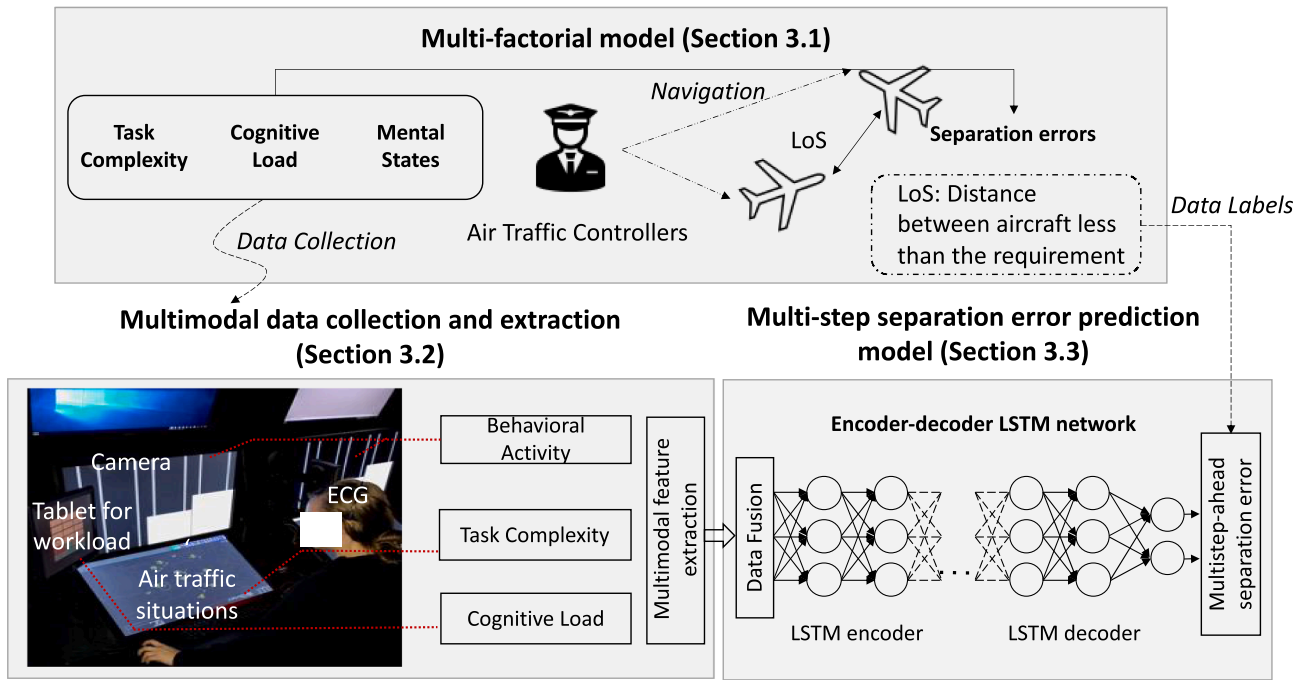 Multi-factorial model (Section 3.1)
Task
Complexity
Cognitive
Load
Mental
States
Navigation
LoS
Separation errors
Air Traffic Controllers
LoS: Distance
between aircraft less
than the requirement
Data Labels
Data Collection
Multimodal data collection and extraction
(Section 3.2)
Multi-step separation error prediction
model (Section 3.3)
Camera
ECG
Tablet for
workload
Air traffic
situations
Behavioral
Activity
Task Complexity
Cognitive Load
Multimodal feature
extraction
Encoder-decoder LSTM network
Data Fusion
...
LSTM encoder
LSTM decoder
Multistep-ahead
separation error